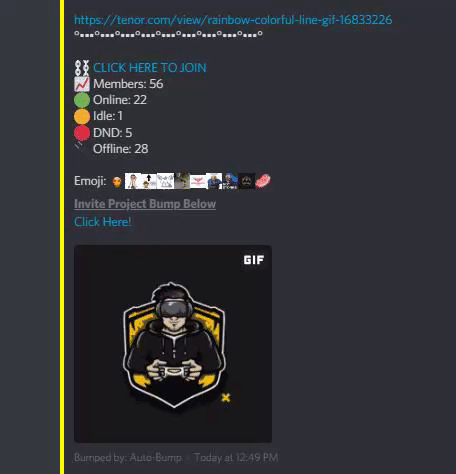 https://tenor.com/view/rainbow-colorful-line-gif-16833226
CLICK HERE TO JOIN
Members: 56
Online: 22
Idle: 1
DND: 5
Offline: 28
Emoji:
Invite Project Bump Below
Click Here!
GIF
Bumped by: Auto-Bump • Today at 12:49 PM